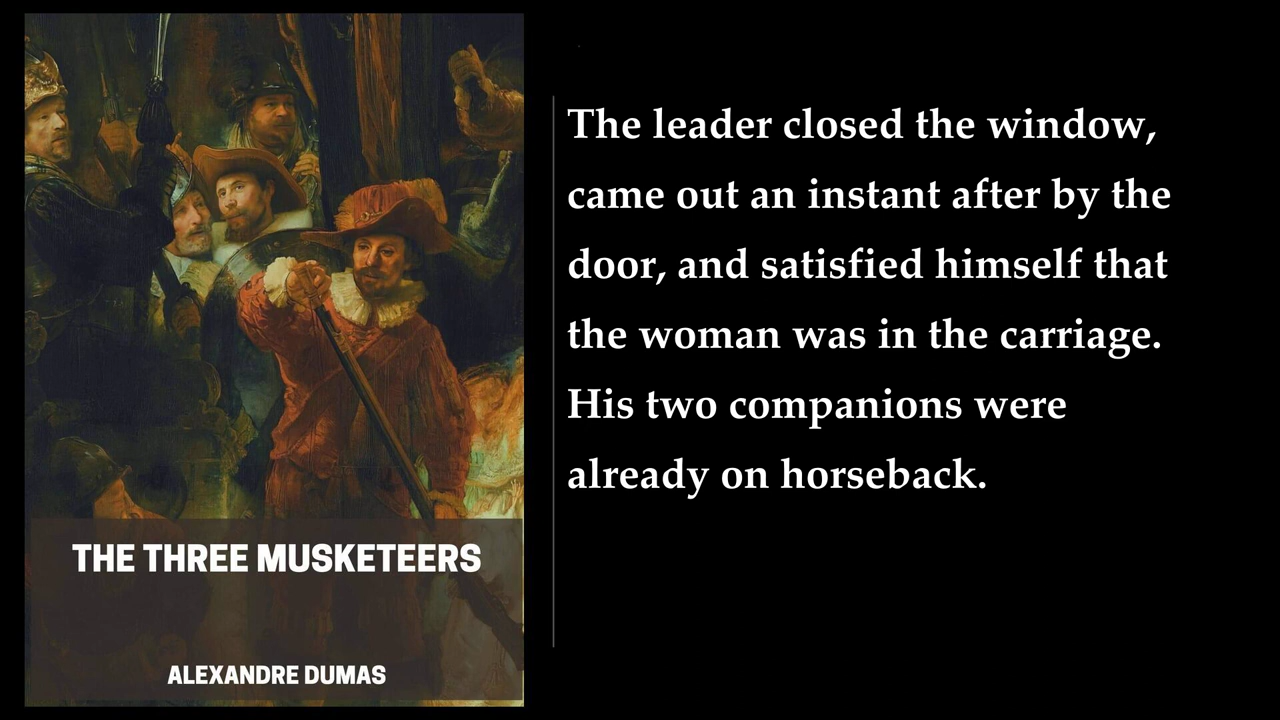 THE THREE MUSKETEERS
ALEXANDRE DUMAS
The leader closed the window,
came out an instant after by the
door, and satisfied himself that
the woman was in the carriage.
His two companions were
already on horseback.